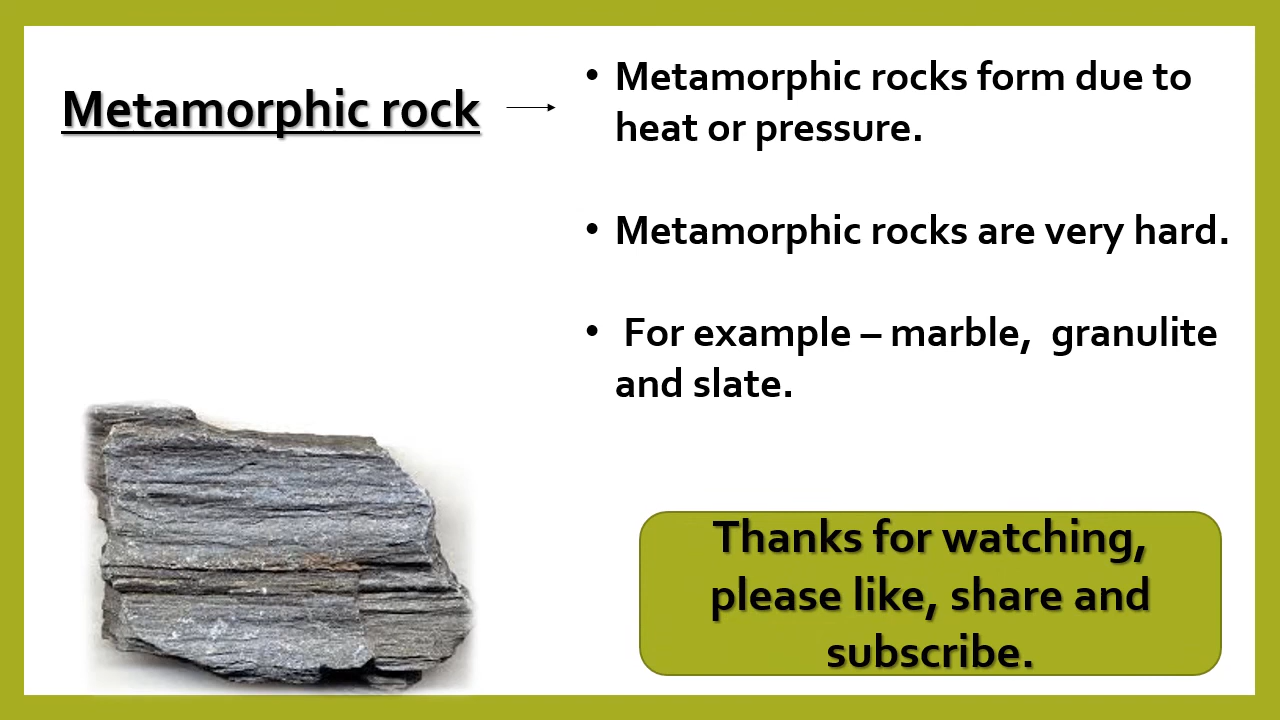 Metamorphic rock
• Metamorphic rocks form due to
heat or pressure.
• Metamorphic rocks are very hard.
• For example – marble, granulite
and slate.
Thanks for watching,
please like, share and
subscribe.